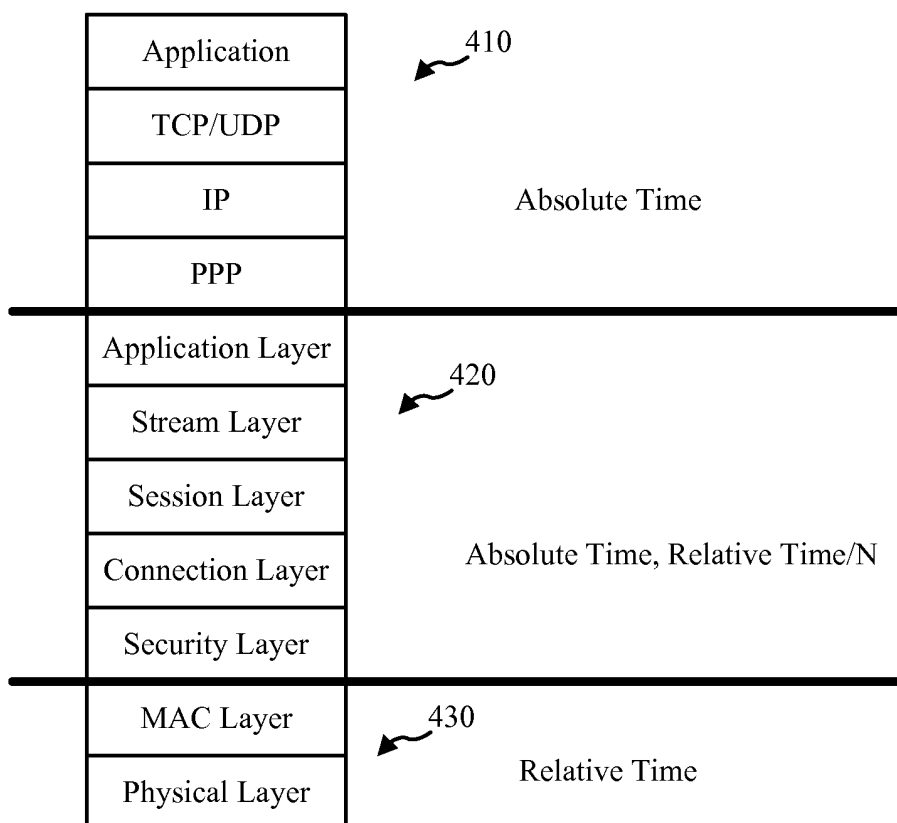 Application
410
TCP/UDP
IP
Absolute Time
PPP
Application Layer
420
Stream Layer
Session Layer
Connection Layer
Absolute Time, Relative Time/N
Security Layer
MAC Layer
430
Physical Layer
Relative Time